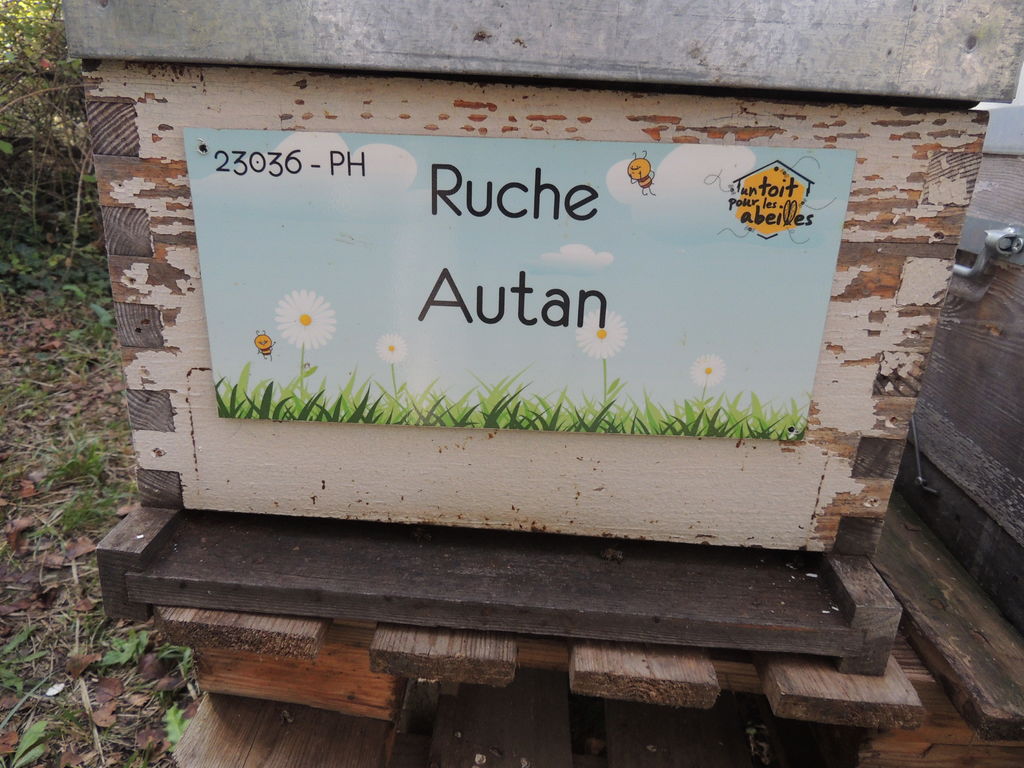 23036 - PH
Ruche
Autan
un toit
pour les
abeilles